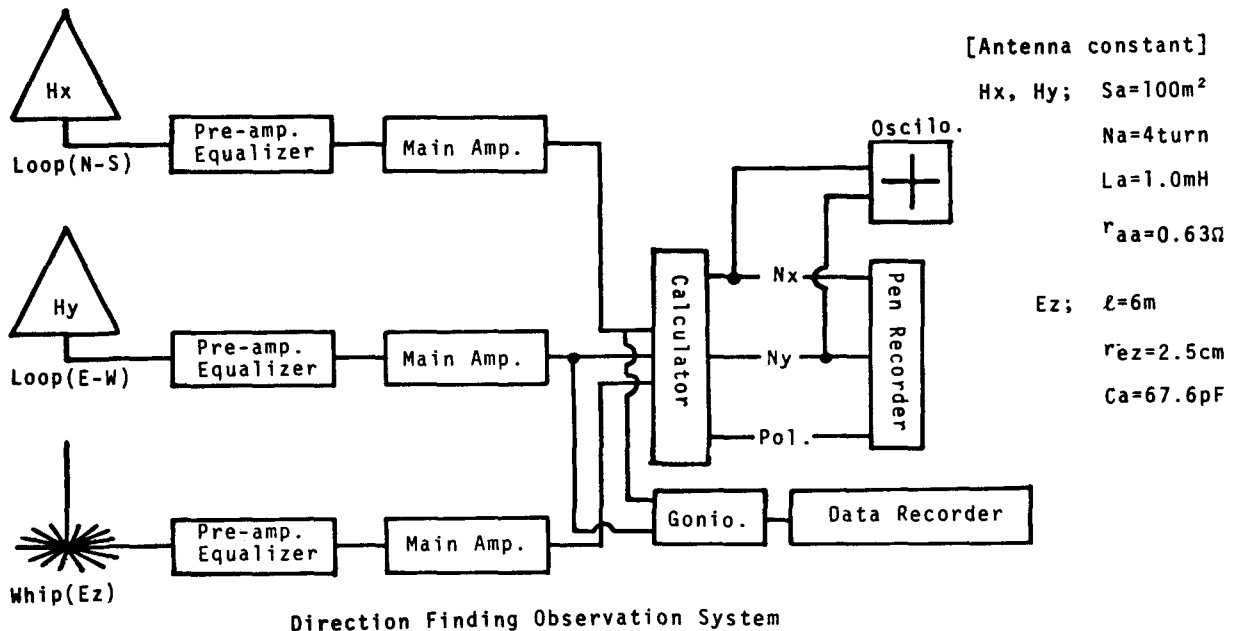 [Antenna constant]
Hx, Hy; Sa=100m²
Na=4turn
La=1.0mH
raa=0.63Ω
Ez; ℓ=6m
rez=2.5cm
Ca=67.6pF
Hx
Loop(N-S)
Pre-amp.
Equalizer
Main Amp.
Oscilo.
Hy
Loop(E-W)
Pre-amp.
Equalizer
Main Amp.
Calculator
Nx
Ny
Pol.
Pen Recorder
Whip(Ez)
Pre-amp.
Equalizer
Main Amp.
Gonio.
Data Recorder
Direction Finding Observation System